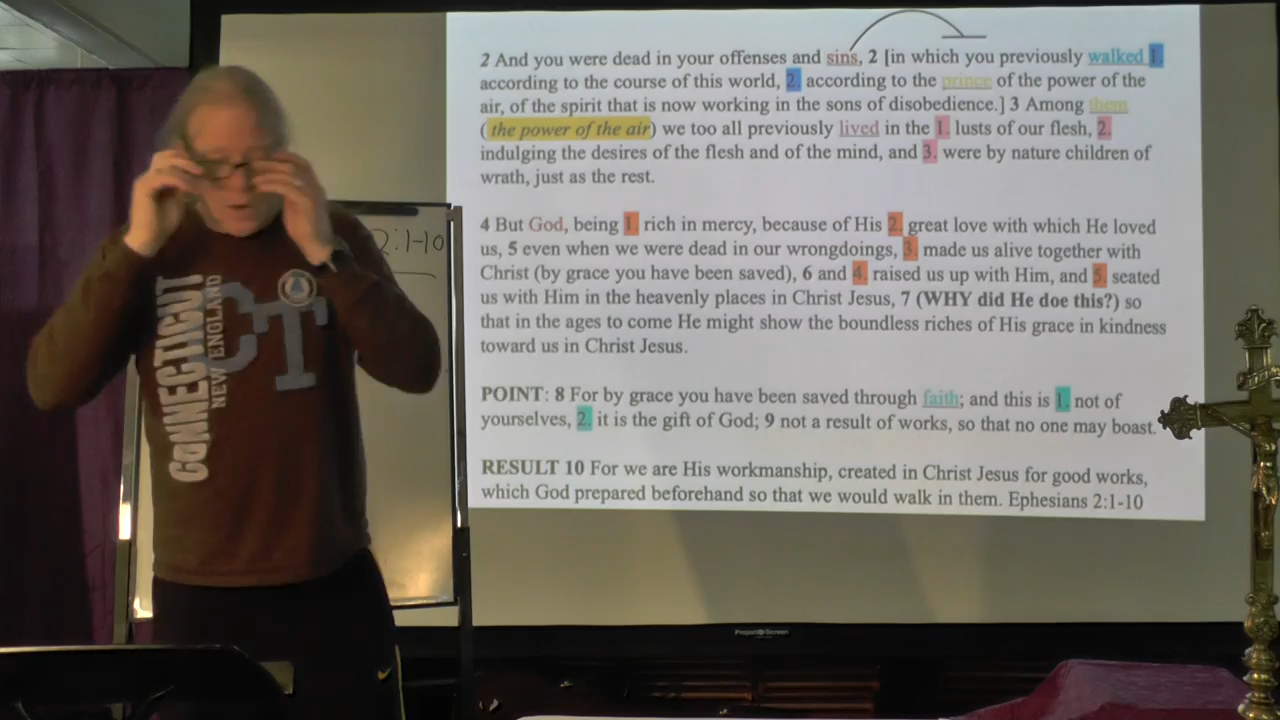 2 And you were dead in your offenses and sins, 2 [in which you previously walked 1.
according to the course of this world, 2. according to the prince of the power of the
air, of the spirit that is now working in the sons of disobedience.] 3 Among them
( the power of the air) we too all previously lived in the 1. lusts of our flesh, 2.
indulging the desires of the flesh and of the mind, and 3. were by nature children of
wrath, just as the rest.
4 But God, being 1. rich in mercy, because of His 2. great love with which He loved
us, 5 even when we were dead in our wrongdoings, 3. made us alive together with
Christ (by grace you have been saved), 6 and 4. raised us up with Him, and 5. seated
us with Him in the heavenly places in Christ Jesus, 7 (WHY did He doe this?) so
that in the ages to come He might show the boundless riches of His grace in kindness
toward us in Christ Jesus.
POINT: 8 For by grace you have been saved through faith; and this is 1. not of
yourselves, 2. it is the gift of God; 9 not a result of works, so that no one may boast.
RESULT 10 For we are His workmanship, created in Christ Jesus for good works,
which God prepared beforehand so that we would walk in them. Ephesians 2:1-10
2:1-10
CONNECTICUT
NEW ENGLAND
CT
ProjectoScreen